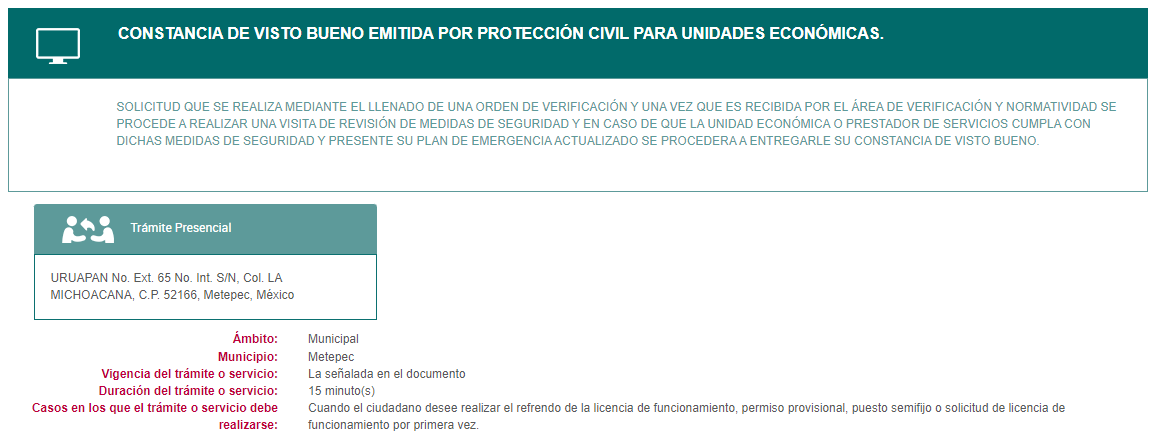 CONSTANCIA DE VISTO BUENO EMITIDA POR PROTECCIÓN CIVIL PARA UNIDADES ECONÓMICAS.
SOLICITUD QUE SE REALIZA MEDIANTE EL LLENADO DE UNA ORDEN DE VERIFICACIÓN Y UNA VEZ QUE ES RECIBIDA POR EL ÁREA DE VERIFICACIÓN Y NORMATIVIDAD SE
PROCEDE A REALIZAR UNA VISITA DE REVISIÓN DE MEDIDAS DE SEGURIDAD Y EN CASO DE QUE LA UNIDAD ECONÓMICA O PRESTADOR DE SERVICIOS CUMPLA CON
DICHAS MEDIDAS DE SEGURIDAD Y PRESENTE SU PLAN DE EMERGENCIA ACTUALIZADO SE PROCEDERA A ENTREGARLE SU CONSTANCIA DE VISTO BUENO.
Trámite Presencial
URUAPAN No. Ext. 65 No. Int. S/N, Col. LA
MICHOACANA, C.P. 52166, Metepec, México
Ámbito: Municipal
Municipio: Metepec
Vigencia del trámite o servicio: La señalada en el documento
Duración del trámite o servicio: 15 minuto(s)
Casos en los que el trámite o servicio debe Cuando el ciudadano desee realizar el refrendo de la licencia de funcionamiento, permiso provisional, puesto semifijo o solicitud de licencia de
realizarse: funcionamiento por primera vez.